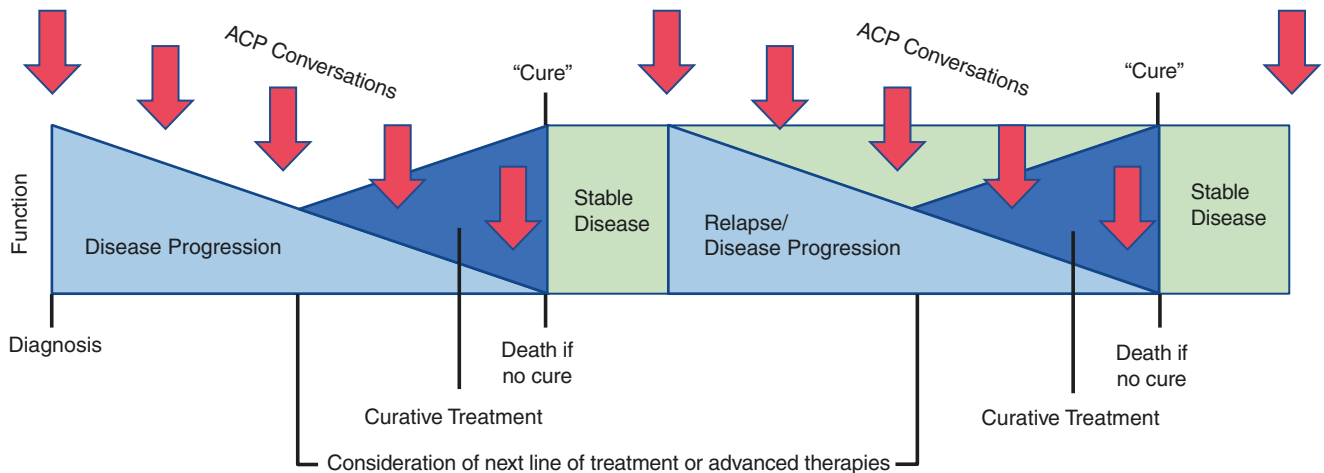 ACP Conversations
ACP Conversations
“Cure”
“Cure”
Function
Disease Progression
Stable
Disease
Relapse/
Disease Progression
Stable
Disease
Diagnosis
Death if
no cure
Death if
no cure
Curative Treatment
Curative Treatment
Consideration of next line of treatment or advanced therapies